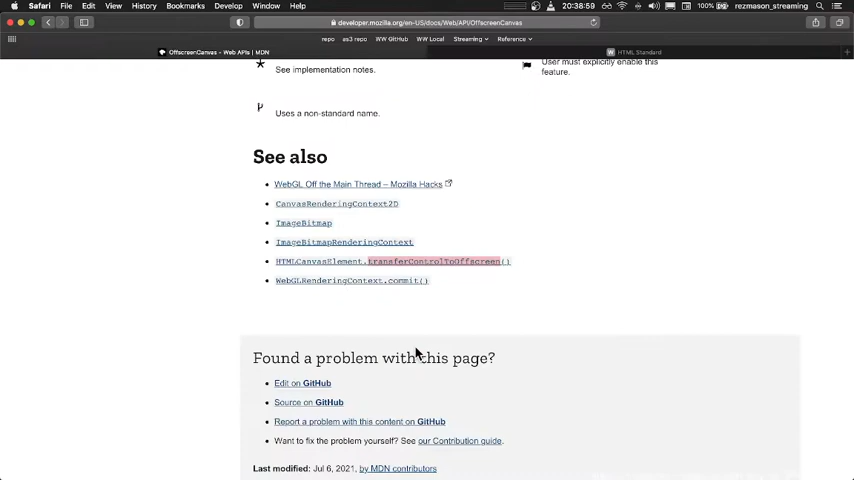 Safari File Edit View History Bookmarks Develop Window Help 20:38:59 100% rezmason_streaming
developer.mozilla.org/en-US/docs/Web/API/OffscreenCanvas
repo as3 repo WW GitHub WW Local Streaming Reference
OffscreenCanvas - Web APIs | MDN
HTML Standard
See implementation notes.
User must explicitly enable this
feature.
Uses a non-standard name.
See also
WebGL Off the Main Thread – Mozilla Hacks
CanvasRenderingContext2D
ImageBitmap
ImageBitmapRenderingContext
HTMLCanvasElement.transferControlToOffscreen()
WebGLRenderingContext.commit()
Found a problem with this page?
Edit on GitHub
Source on GitHub
Report a problem with this content on GitHub
Want to fix the problem yourself? See our Contribution guide.
Last modified: Jul 6, 2021, by MDN contributors